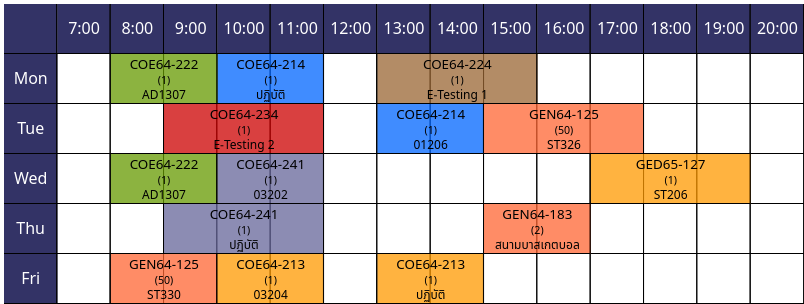 7:00 8:00 9:00 10:00 11:00 12:00 13:00 14:00 15:00 16:00 17:00 18:00 19:00 20:00
Mon
COE64-222
(1)
AD1307
COE64-214
(1)
ปฏิบัติ
COE64-224
(1)
E-Testing 1
Tue
COE64-234
(1)
E-Testing 2
COE64-214
(1)
01206
GEN64-125
(50)
ST326
Wed
COE64-222
(1)
AD1307
COE64-241
(1)
03202
GED65-127
(1)
ST206
Thu
COE64-241
(1)
ปฏิบัติ
GEN64-183
(2)
สนามบาสเกตบอล
Fri
GEN64-125
(50)
ST330
COE64-213
(1)
03204
COE64-213
(1)
ปฏิบัติ